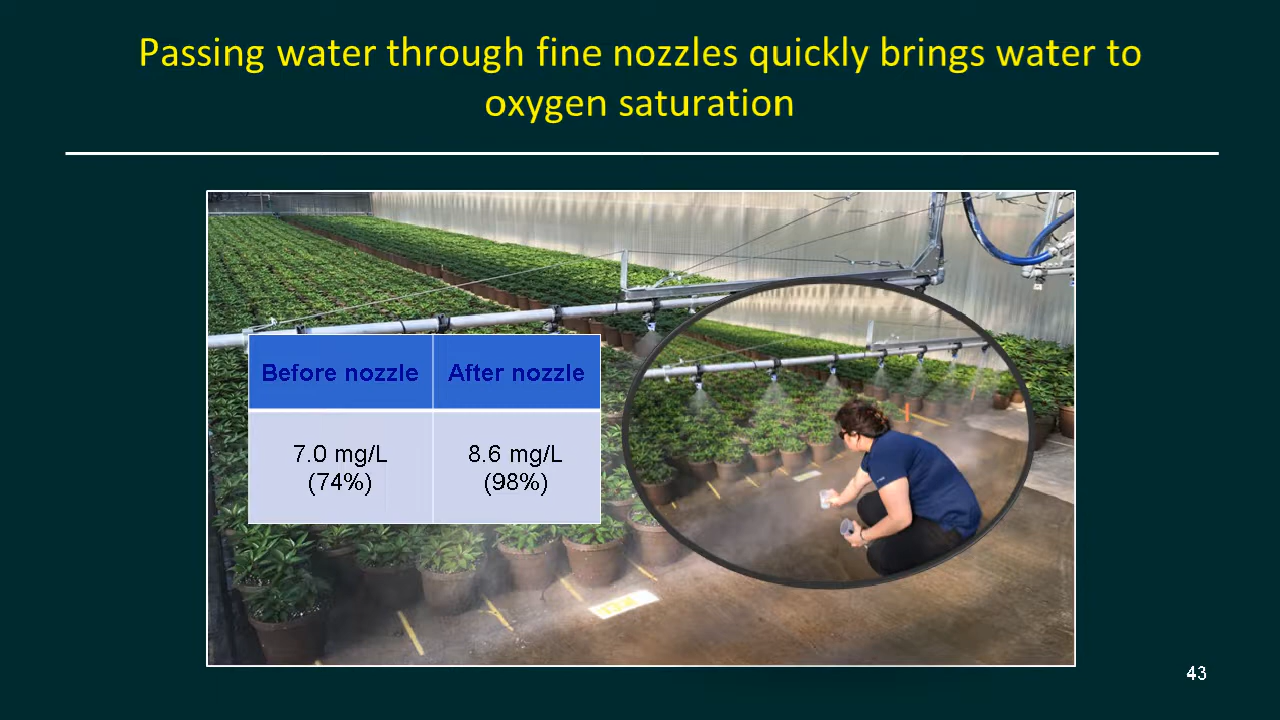 Passing water through fine nozzles quickly brings water to
oxygen saturation
Before nozzle After nozzle
7.0 mg/L 8.6 mg/L
(74%) (98%)
43